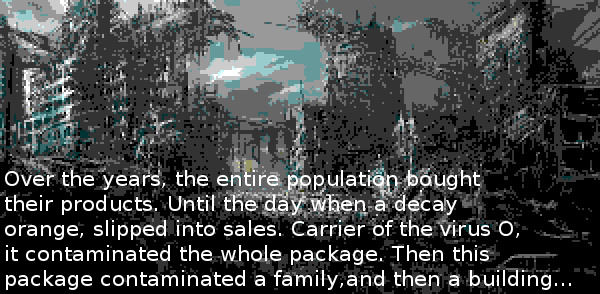 Over the years, the entire population bought
their products. Until the day when a decay
orange, slipped into sales. Carrier of the virus O,
it contaminated the whole package. Then this
package contaminated a family,and then a building...